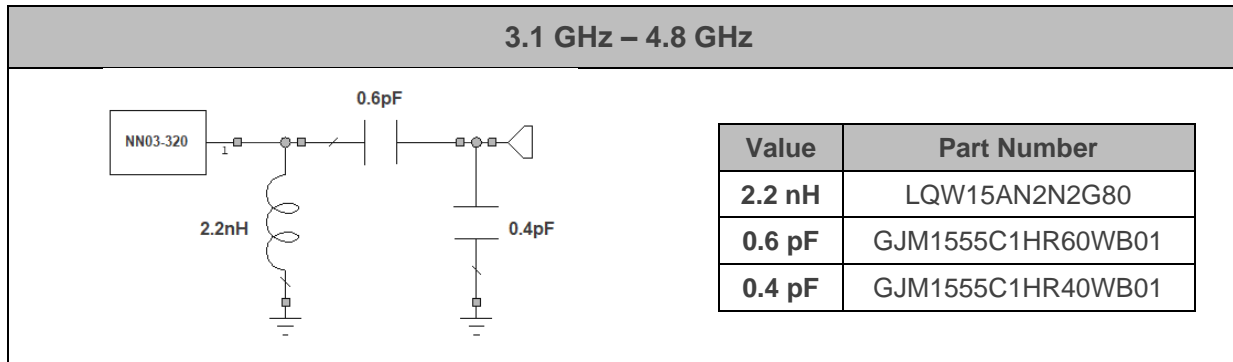 3.1 GHz – 4.8 GHz
0.6pF
NN03-320
1
2.2nH
0.4pF
Value Part Number
2.2 nH LQW15AN2N2G80
0.6 pF GJM1555C1HR60WB01
0.4 pF GJM1555C1HR40WB01